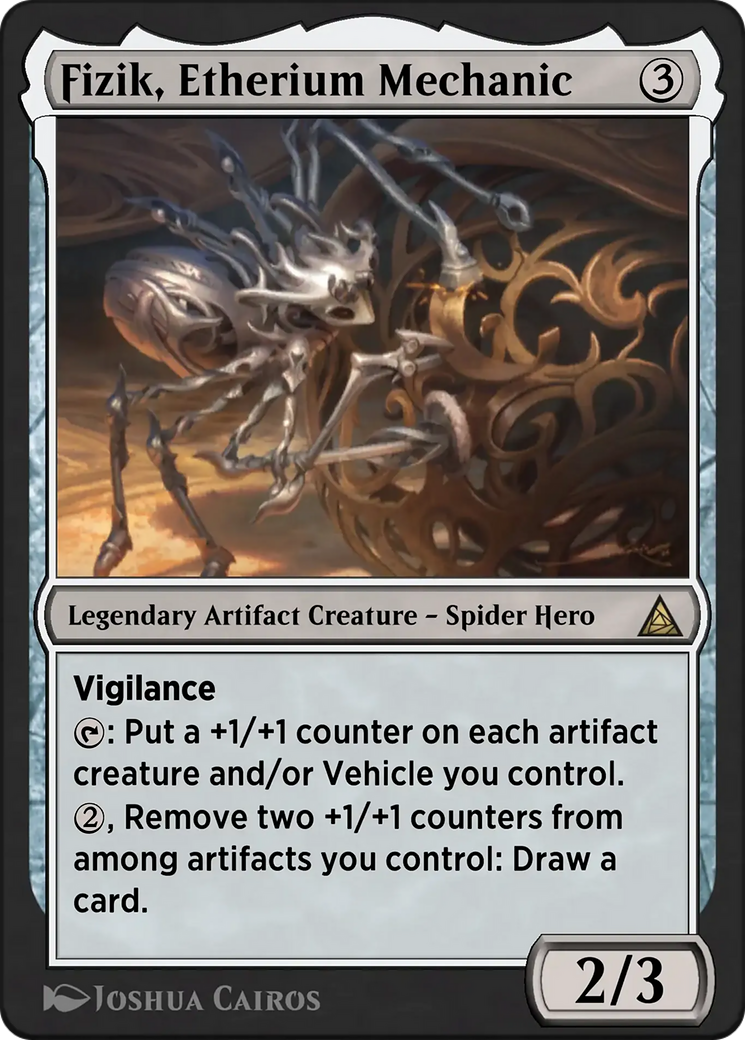 Fizik, Etherium Mechanic 3
Legendary Artifact Creature – Spider Hero
Vigilance
: Put a +1/+1 counter on each artifact
creature and/or Vehicle you control.
2, Remove two +1/+1 counters from
among artifacts you control: Draw a
card.
2/3
Joshua Cairos